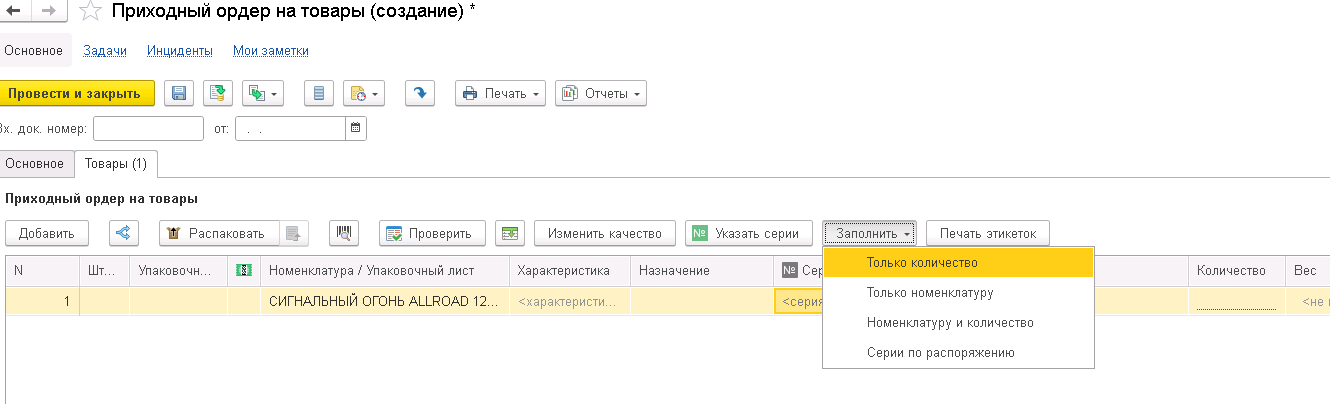 Приходный ордер на товары (создание) *
Основное Задачи Инциденты Мои заметки
Провести и закрыть Печать Отчеты
Вх. док. номер: от: . .
Основное Товары (1)
Приходный ордер на товары
Добавить Распаковать Проверить Изменить качество № Указать серии Заполнить Печать этикеток
N Шт... Упаковочн... Номенклатура / Упаковочный лист Характеристика Назначение № Сер Количество Вес
1 СИГНАЛЬНЫЙ ОГОНЬ ALLROAD 12... <характеристи... <серия <не
Только количество
Только номенклатуру
Номенклатуру и количество
Серии по распоряжению